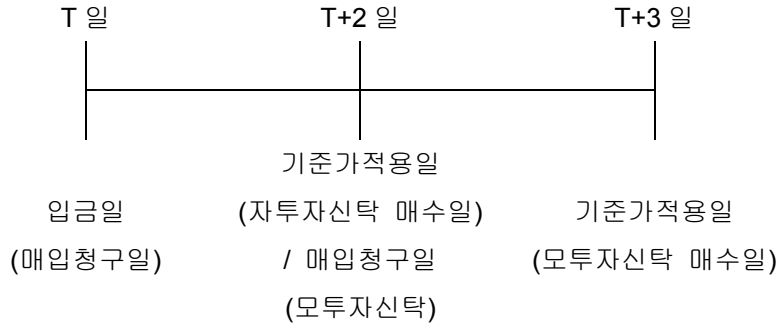 T 일 T+2 일 T+3 일
기준가적용일
입금일 (자투자신탁 매수일) 기준가적용일
(매입청구일) / 매입청구일 (모투자신탁 매수일)
(모투자신탁)